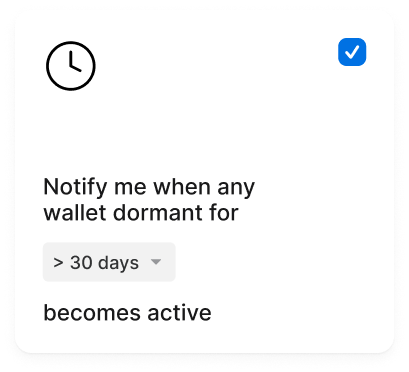 Notify me when any
wallet dormant for
> 30 days
becomes active